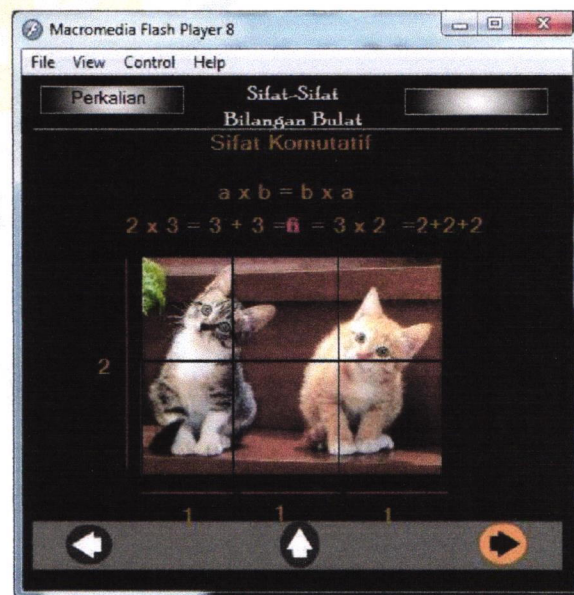 Macromedia Flash Player 8
File View Control Help
Perkalian
Sifat-Sifat
Bilangan Bulat
Sifat Komutatif
a x b = b x a
2 x 3 = 3 + 3 =6 = 3 x 2 =2+2+2
2
1 1 1